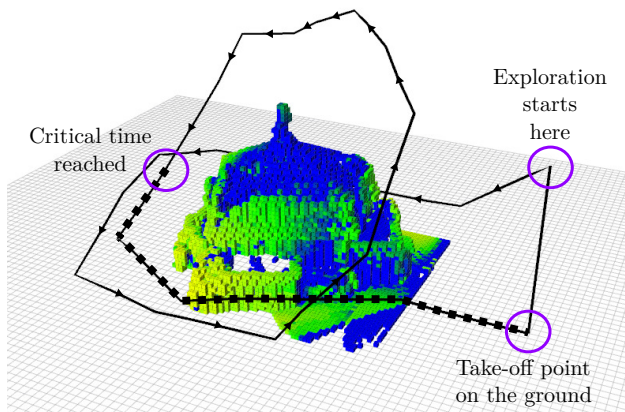 Exploration
starts
here
Critical time
reached
Take-off point
on the ground